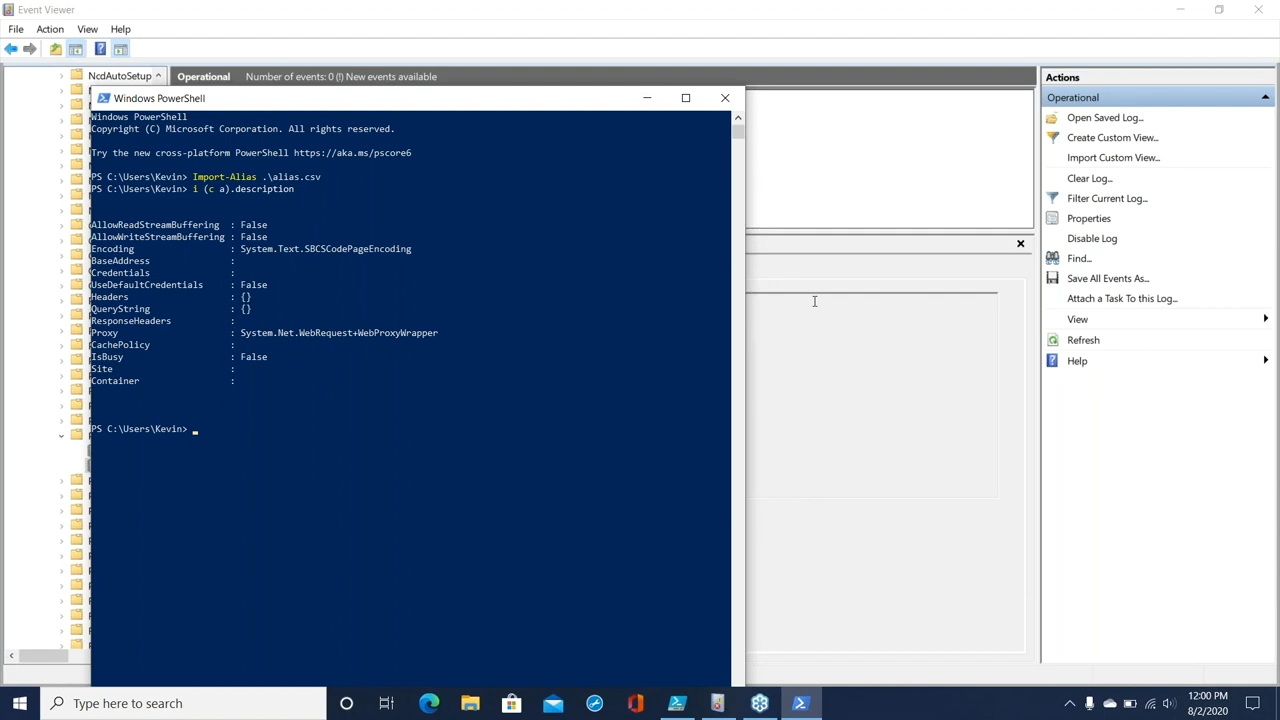 Event Viewer
File Action View Help
NcdAutoSetup
Operational Number of events: 0 (!) New events available
Windows PowerShell
Windows PowerShell
Copyright (C) Microsoft Corporation. All rights reserved.
Try the new cross-platform PowerShell https://aka.ms/pscore6
PS C:\Users\Kevin> Import-Alias .\alias.csv
PS C:\Users\Kevin> i (c a).description
AllowReadStreamBuffering : False
AllowWriteStreamBuffering : False
Encoding : System.Text.SBCSCodePageEncoding
BaseAddress :
Credentials :
UseDefaultCredentials : False
Headers : {}
QueryString : {}
ResponseHeaders :
Proxy : System.Net.WebRequest+WebProxyWrapper
CachePolicy :
IsBusy : False
Site :
Container :
PS C:\Users\Kevin>
Actions
Operational
Open Saved Log...
Create Custom View...
Import Custom View...
Clear Log...
Filter Current Log...
Properties
Disable Log
Find...
Save All Events As...
Attach a Task To this Log...
View
Refresh
Help
Type here to search
12:00 PM
8/2/2020